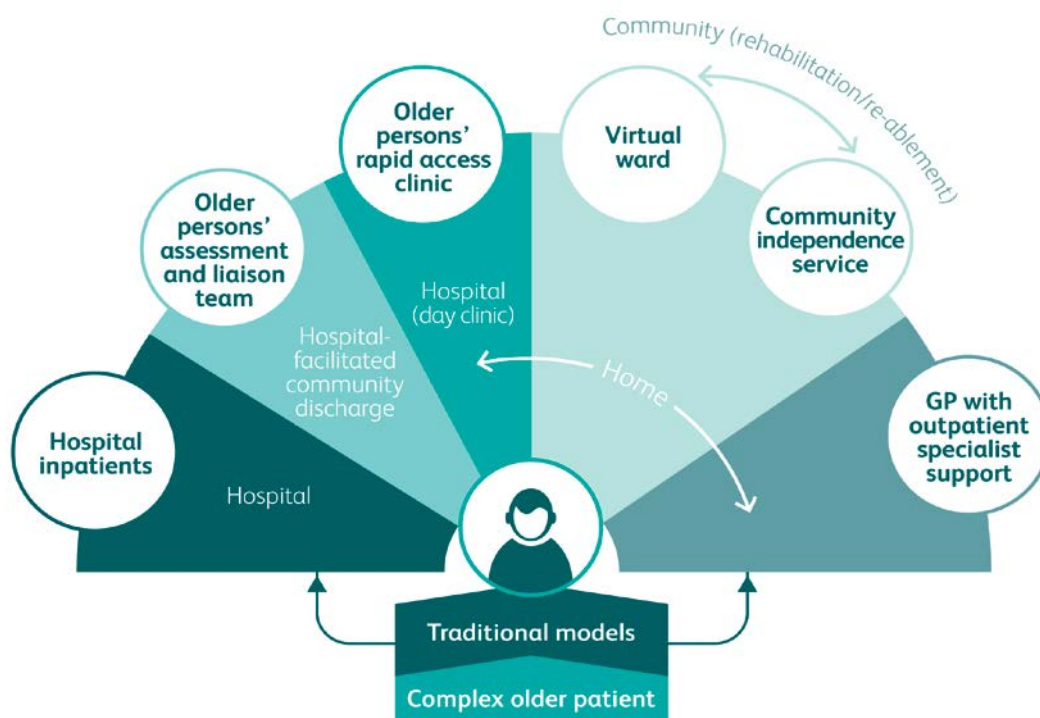 Community (rehabilitation/re-ablement)
Older
persons'
rapid access
clinic
Virtual
ward
Older
persons'
assessment
and liaison
team
Community
independence
service
Hospital
(day clinic)
Hospital-
facilitated
community
discharge
Home
Hospital
inpatients
GP with
outpatient
specialist
support
Hospital
Traditional models
Complex older patient